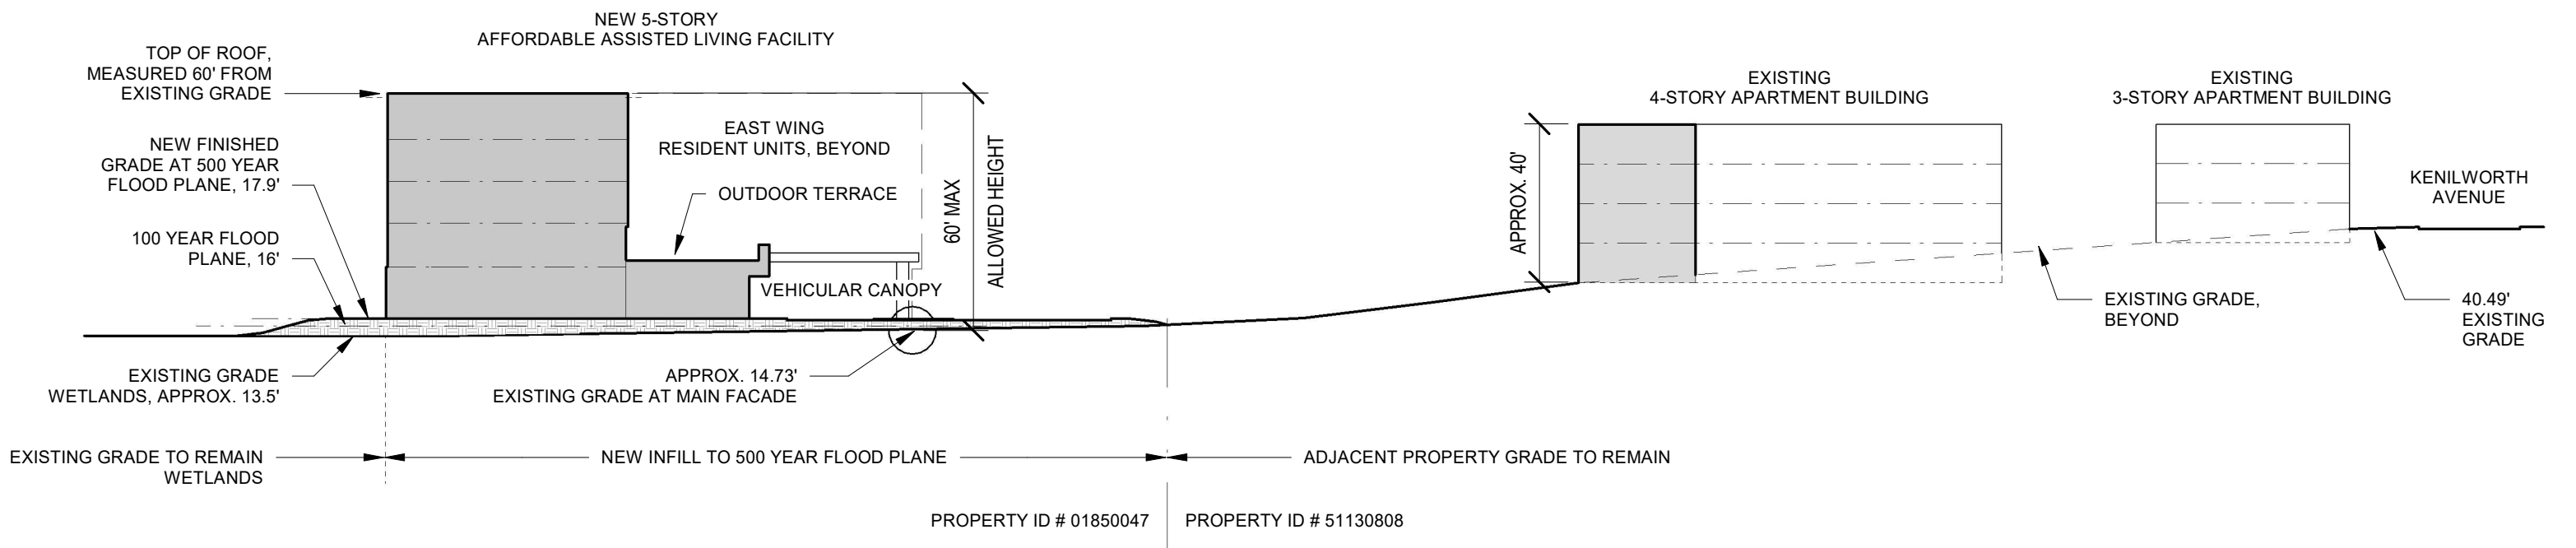 NEW 5-STORY
AFFORDABLE ASSISTED LIVING FACILITY
TOP OF ROOF,
MEASURED 60' FROM
EXISTING GRADE
NEW FINISHED
GRADE AT 500 YEAR
FLOOD PLANE, 17.9'
100 YEAR FLOOD
PLANE, 16'
EAST WING
RESIDENT UNITS, BEYOND
OUTDOOR TERRACE
VEHICULAR CANOPY
60' MAX
ALLOWED HEIGHT
EXISTING GRADE
WETLANDS, APPROX. 13.5'
APPROX. 14.73'
EXISTING GRADE AT MAIN FACADE
APPROX. 40'
EXISTING
4-STORY APARTMENT BUILDING
EXISTING
3-STORY APARTMENT BUILDING
KENILWORTH
AVENUE
EXISTING GRADE,
BEYOND
40.49'
EXISTING
GRADE
EXISTING GRADE TO REMAIN
WETLANDS
NEW INFILL TO 500 YEAR FLOOD PLANE
ADJACENT PROPERTY GRADE TO REMAIN
PROPERTY ID # 01850047
PROPERTY ID # 51130808